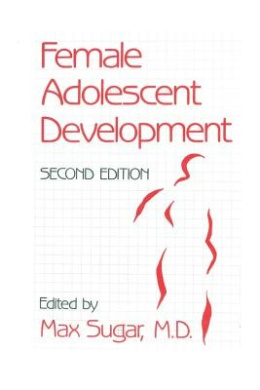 Female
Adolescent
Development
SECOND EDITION
Edited by
Max Sugar, M.D.